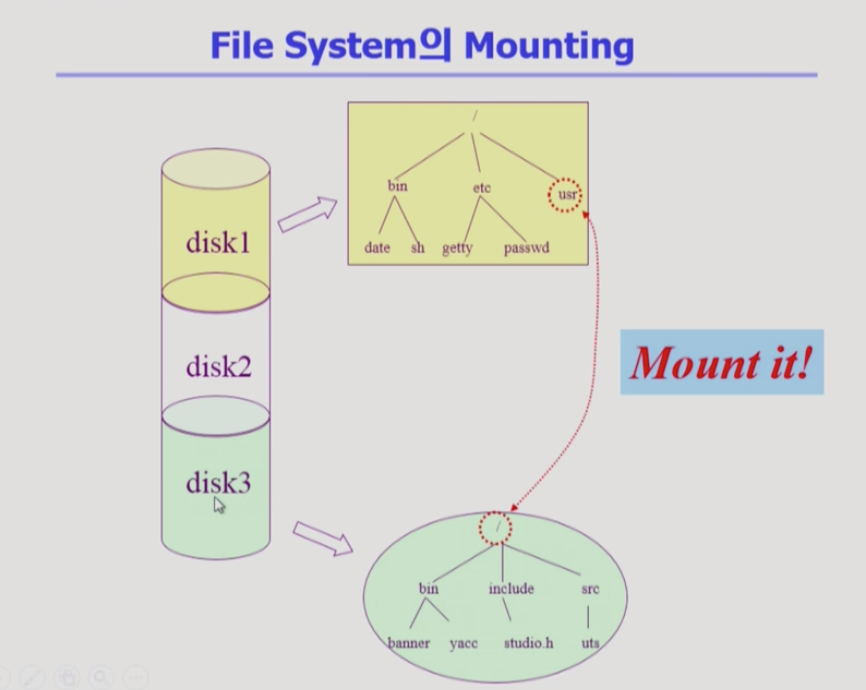 File System의 Mounting
/
bin etc usr
date sh getty passwd
disk1
disk2
disk3
Mount it!
/
bin include src
banner yacc studio.h uts